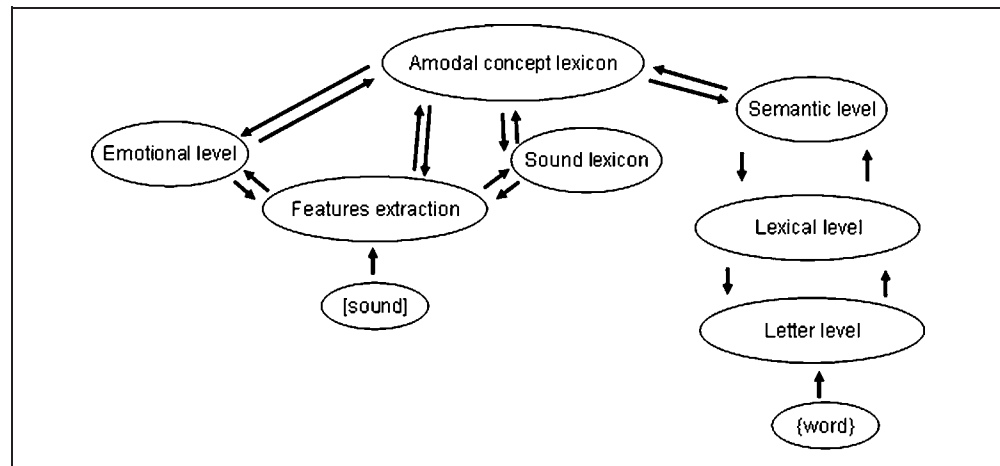 Amodal concept lexicon
Semantic level
Emotional level
Sound lexicon
Features extraction
Lexical level
[sound]
Letter level
{word}